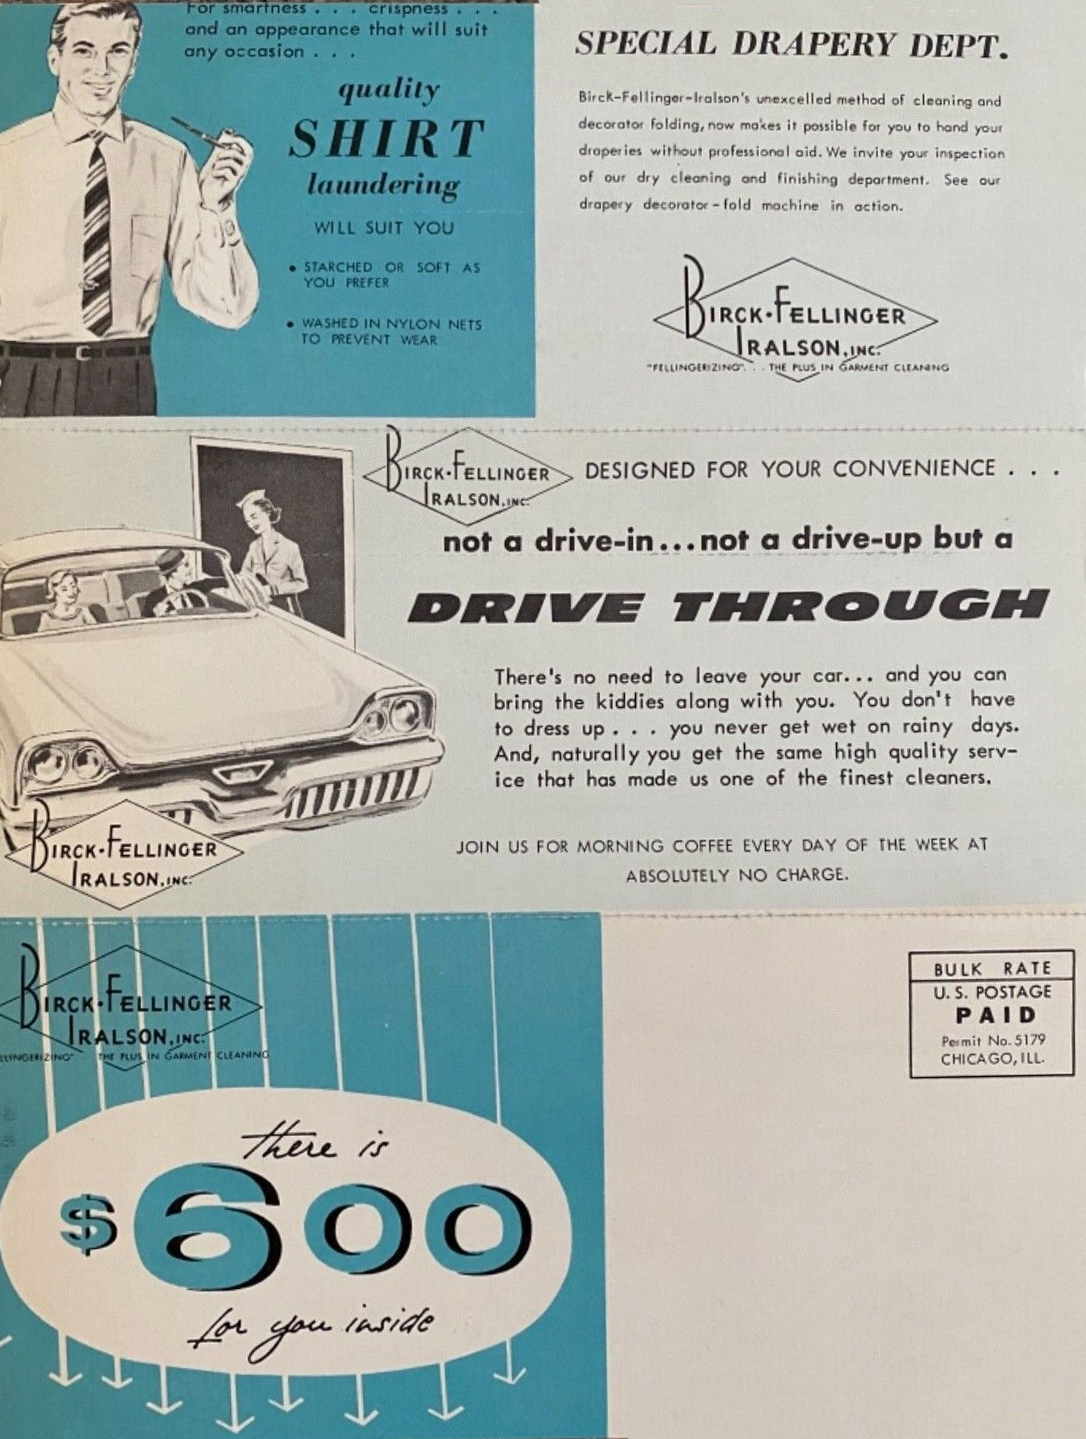 For smartness . . . crispness . . .
and an appearance that will suit
any occasion . . .
quality
SHIRT
laundering
WILL SUIT YOU
• STARCHED OR SOFT AS
YOU PREFER
• WASHED IN NYLON NETS
TO PREVENT WEAR
SPECIAL DRAPERY DEPT.
Birck-Fellinger-Iralson's unexcelled method of cleaning and
decorator folding, now makes it possible for you to hand your
draperies without professional aid. We invite your inspection
of our dry cleaning and finishing department. See our
drapery decorator-fold machine in action.
BIRCK·FELLINGER
IRALSON, INC.
"FELLINGERIZING". . . THE PLUS IN GARMENT CLEANING
BIRCK·FELLINGER
IRALSON, INC.
DESIGNED FOR YOUR CONVENIENCE . . .
not a drive-in...not a drive-up but a
DRIVE THROUGH
There's no need to leave your car... and you can
bring the kiddies along with you. You don't have
to dress up . . . you never get wet on rainy days.
And, naturally you get the same high quality serv-
ice that has made us one of the finest cleaners.
BIRCK·FELLINGER
IRALSON, INC.
JOIN US FOR MORNING COFFEE EVERY DAY OF THE WEEK AT
ABSOLUTELY NO CHARGE.
BIRCK·FELLINGER
IRALSON, INC.
LLINGERIZING" THE PLUS IN GARMENT CLEANING
BULK RATE
U. S. POSTAGE
PAID
Permit No. 5179
CHICAGO, ILL.
there is
$600
for you inside